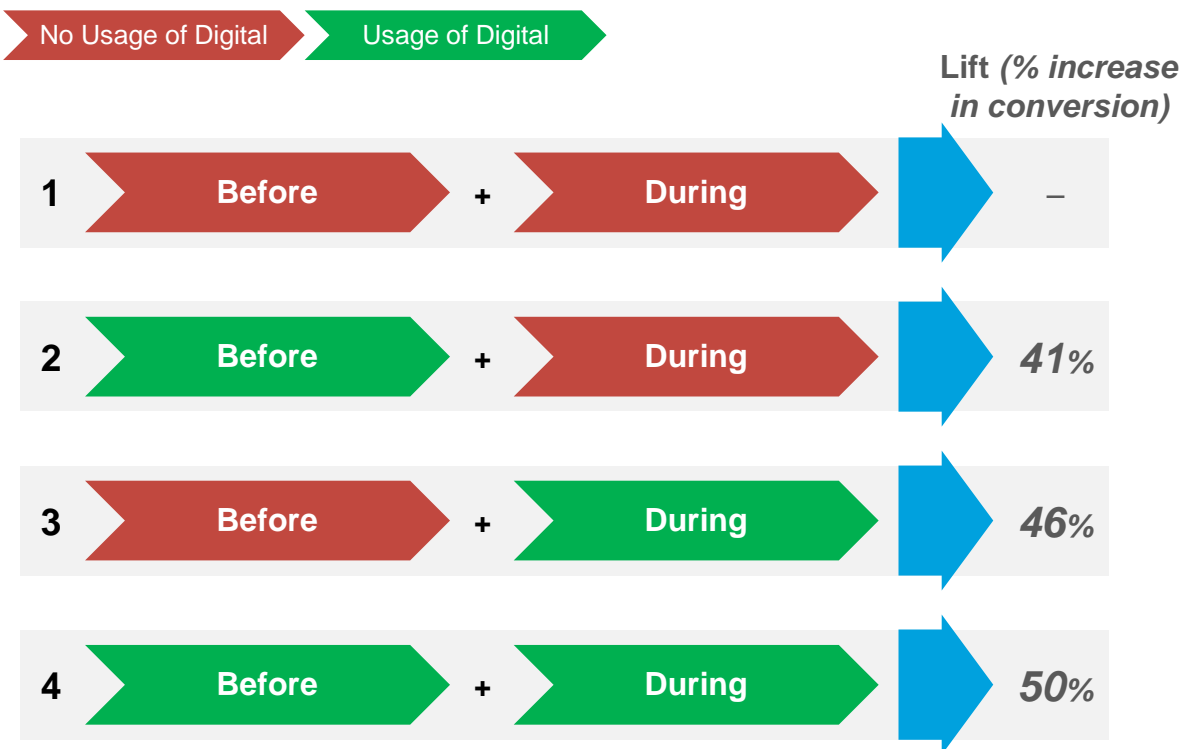 No Usage of Digital
Usage of Digital
Lift (% increase
in conversion)
1 Before + During –
2 Before + During 41%
3 Before + During 46%
4 Before + During 50%